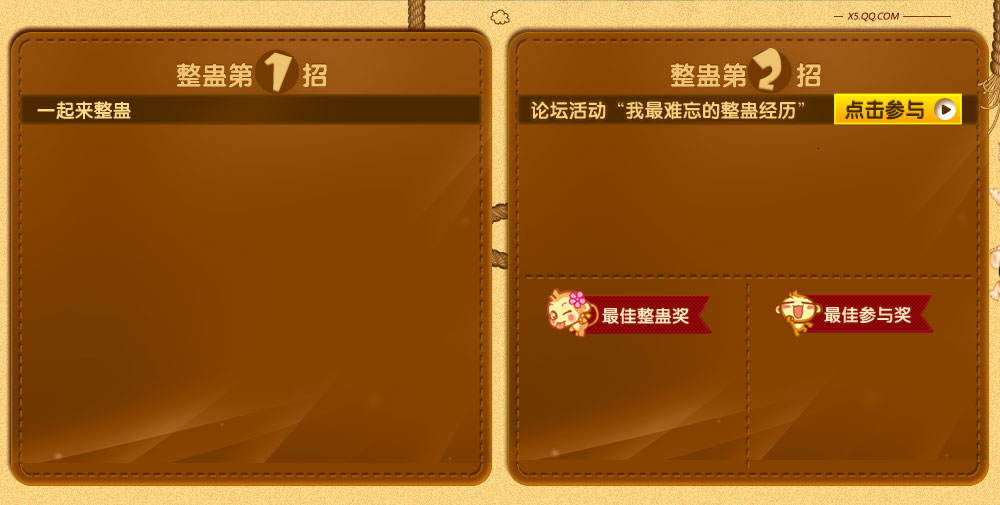 X5.QQ.COM
整蛊第1招
一起来整蛊
整蛊第2招
论坛活动“我最难忘的整蛊经历”
点击参与
最佳整蛊奖
最佳参与奖